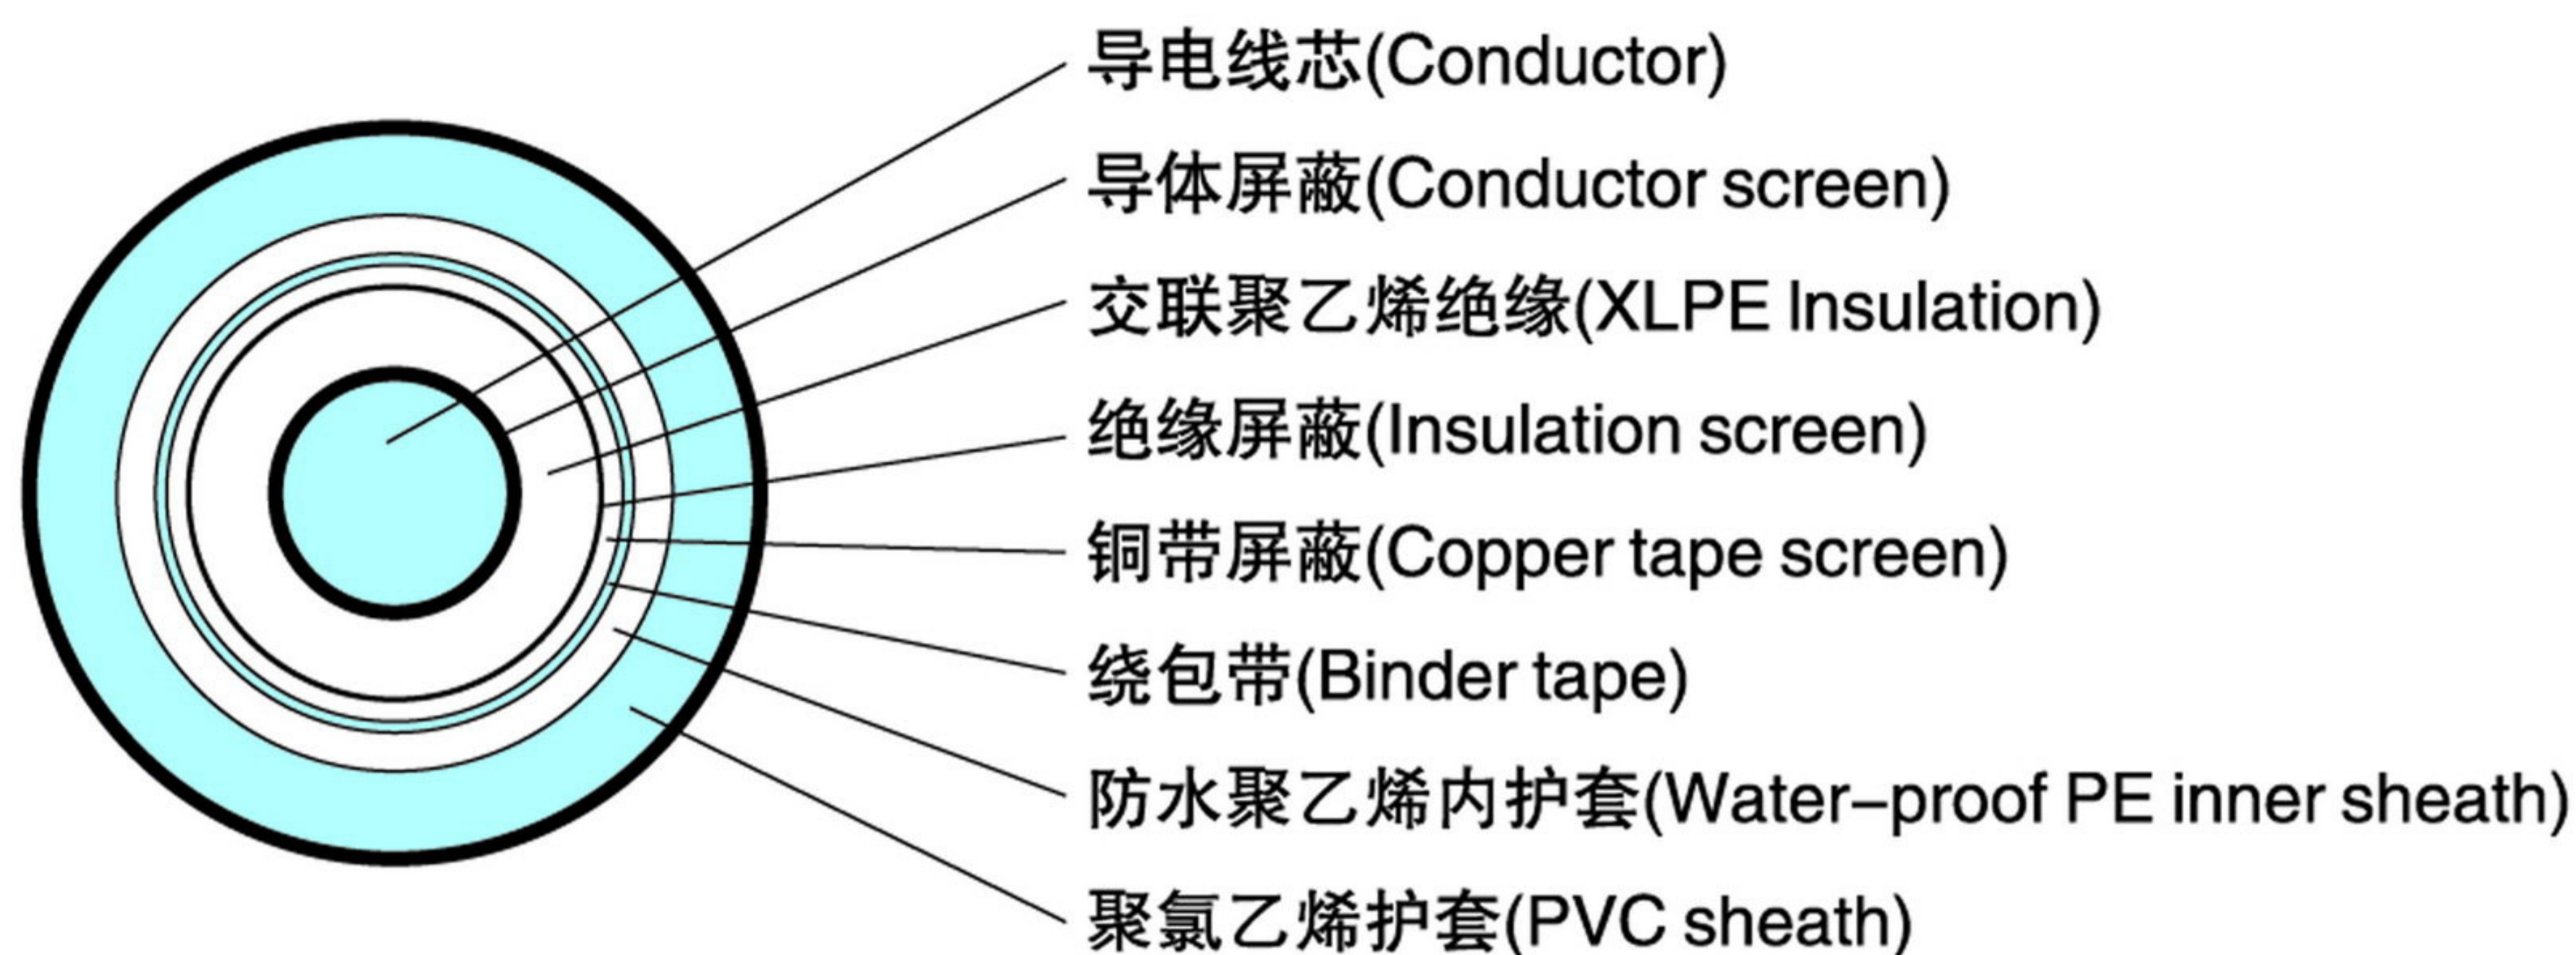 导电线芯(Conductor)
导体屏蔽(Conductor screen)
交联聚乙烯绝缘(XLPE Insulation)
绝缘屏蔽(Insulation screen)
铜带屏蔽(Copper tape screen)
绕包带(Binder tape)
防水聚乙烯内护套(Water–proof PE inner sheath)
聚氯乙烯护套(PVC sheath)